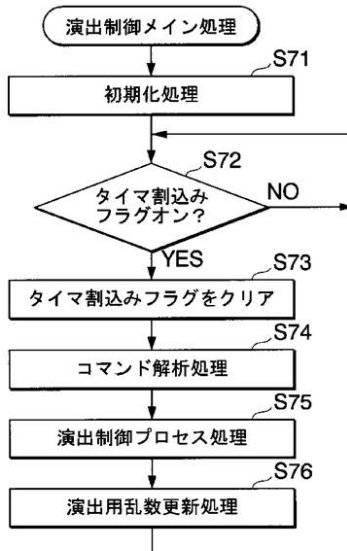 演出制御メイン処理
S71
初期化処理
S72
タイマ割込み
フラグオン？
NO
YES
S73
タイマ割込みフラグをクリア
S74
コマンド解析処理
S75
演出制御プロセス処理
S76
演出用乱数更新処理